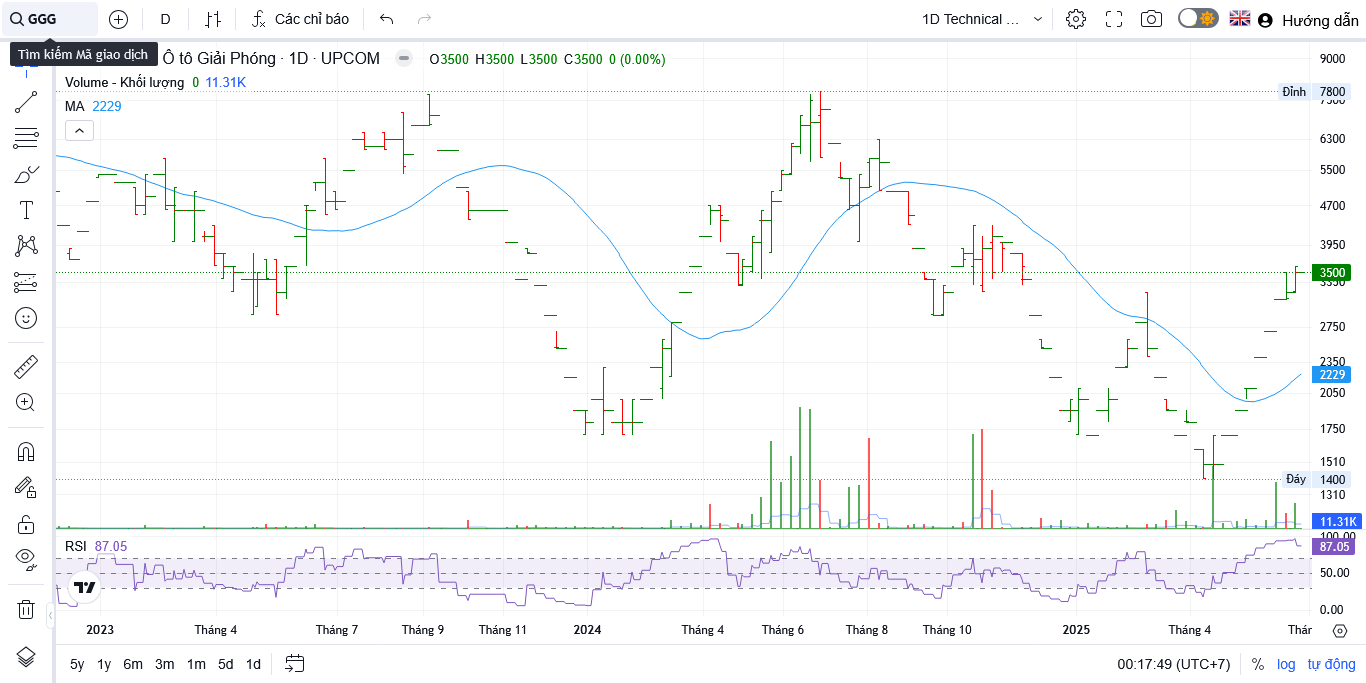 GGG
D
Các chỉ báo
1D Technical ...
Hướng dẫn
Tìm kiếm Mã giao dịch
Ô tô Giải Phóng · 1D · UPCOM
O3500 H3500 L3500 C3500 0 (0.00%)
Volume - Khối lượng 0 11.31K
MA 2229
9000
Đỉnh 7800
7300
6300
5500
4700
3950
3500
3350
2750
2350
2229
2050
1750
1510
Đáy 1400
1310
11.31K
RSI 87.05
100.00
87.05
50.00
0.00
2023 Tháng 4 Tháng 7 Tháng 9 Tháng 11 2024 Tháng 4 Tháng 6 Tháng 8 Tháng 10 2025 Tháng 4 Thár
5y 1y 6m 3m 1m 5d 1d
00:17:49 (UTC+7) % log tự động